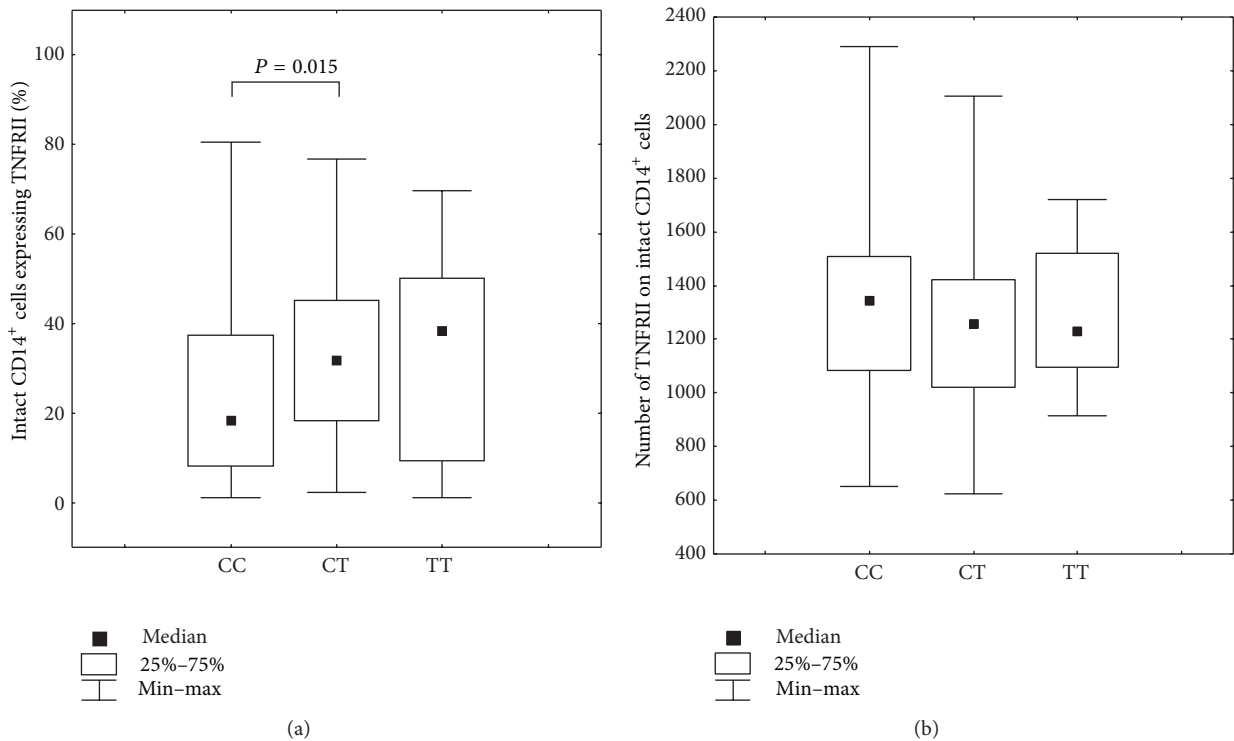 Intact CD14⁺ cells expressing TNFRII (%)
100
80
60
40
20
0
P = 0.015
CC CT TT
Median
25%–75%
Min–max
(a)
Number of TNFRII on intact CD14⁺ cells
2400
2200
2000
1800
1600
1400
1200
1000
800
600
400
CC CT TT
Median
25%–75%
Min–max
(b)